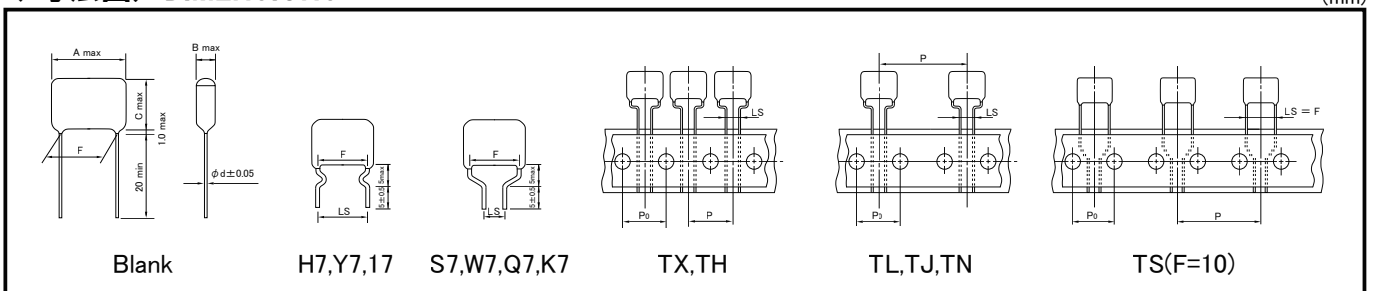 (mm)
A max
B max
C max
1.0 max
F
20 min
φd±0.05
Blank
F
5max
5±0.5
LS
H7,Y7,17
F
5max
5±0.5
LS
S7,W7,Q7,K7
LS
P0
P
TX,TH
P
LS
TL,TJ,TN
LS = F
P0
P
TS(F=10)